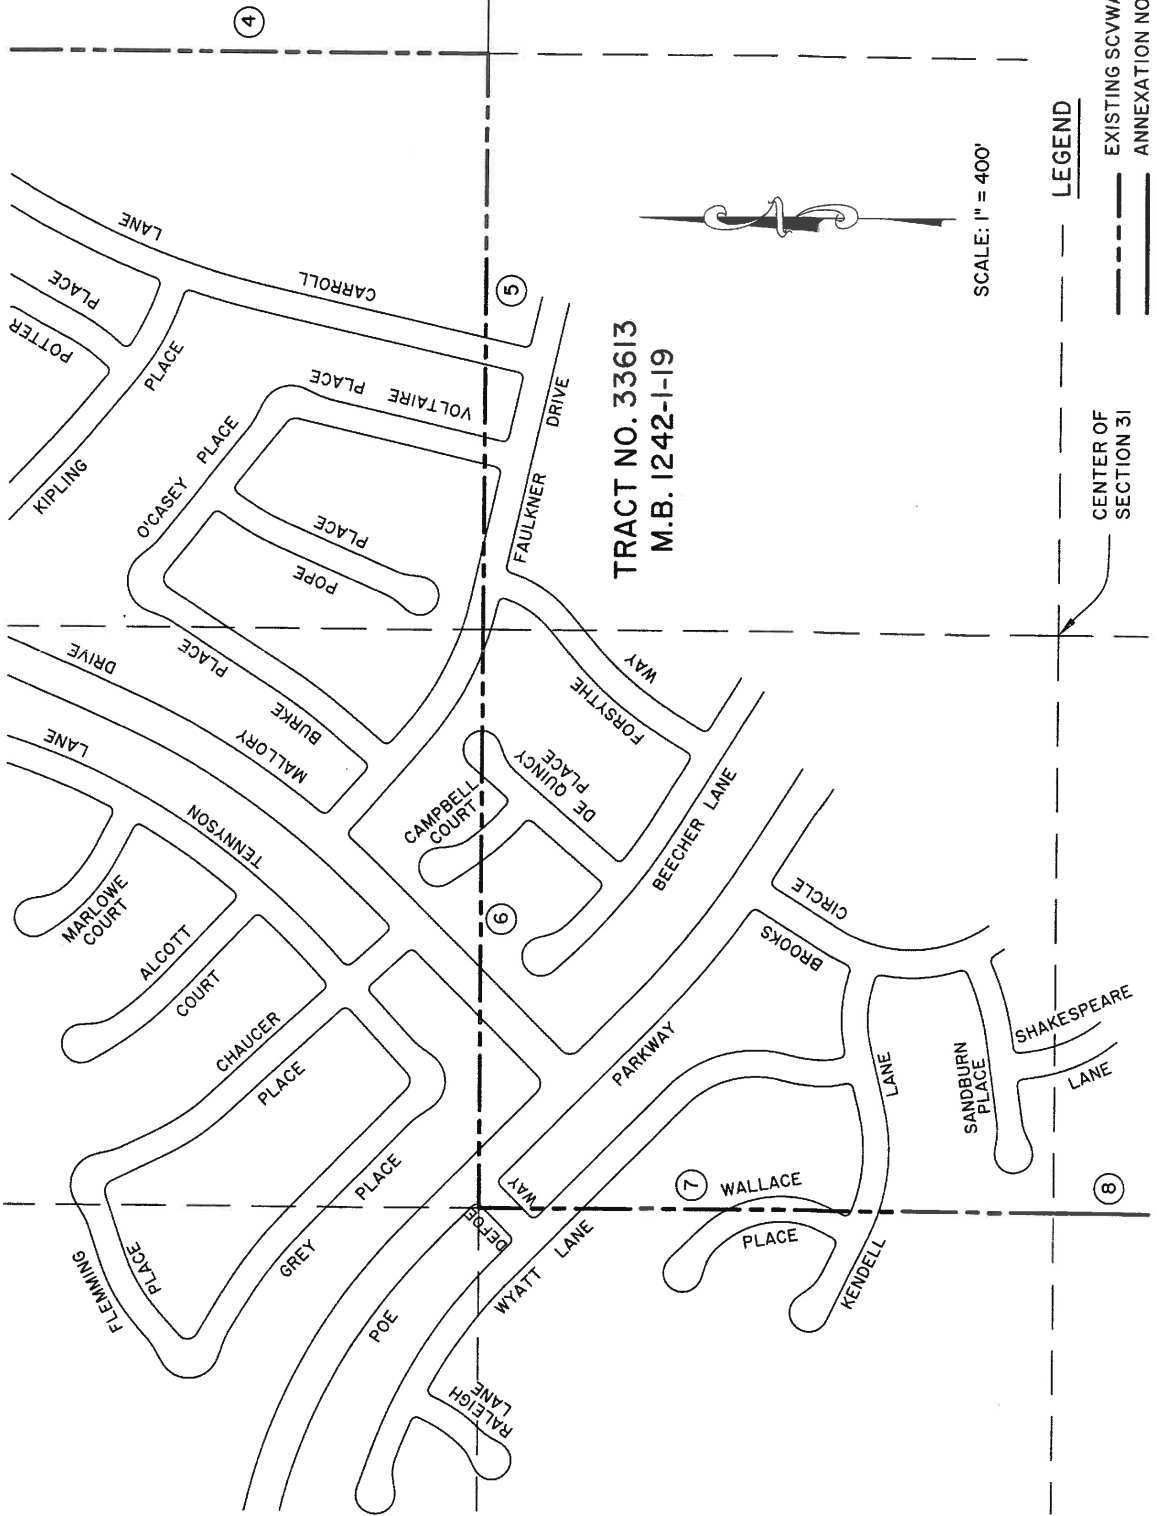 4
LANE
CARROLL
PLACE
POTTER
KIPLING
PLACE
5
VOLTAIRE PLACE
O'CASEY PLACE
POPE
PLACE
FAULKNER
DRIVE
TRACT NO. 33613
M.B. 1242-1-19
SCALE: 1" = 400'
LEGEND
EXISTING SCVWA
ANNEXATION NO
CENTER OF
SECTION 31
DRIVE
MALLORY
BURKE
PLACE
LANE
TENNYSON
FORSYTHE
WAY
DE QUINCY
PLACE
CAMPBELL
COURT
BEECHER LANE
6
MARLOWE
COURT
ALCOTT
COURT
CHAUCER
PLACE
BROOKS
CIRCLE
PARKWAY
LANE
SANDBURN
PLACE
SHAKESPEARE
LANE
FLEMMING
PLACE
GREY
PLACE
POE
DEFOE
WAY
WYATT LANE
7
WALLACE
PLACE
KENDELL
8
RALEIGH
LANE